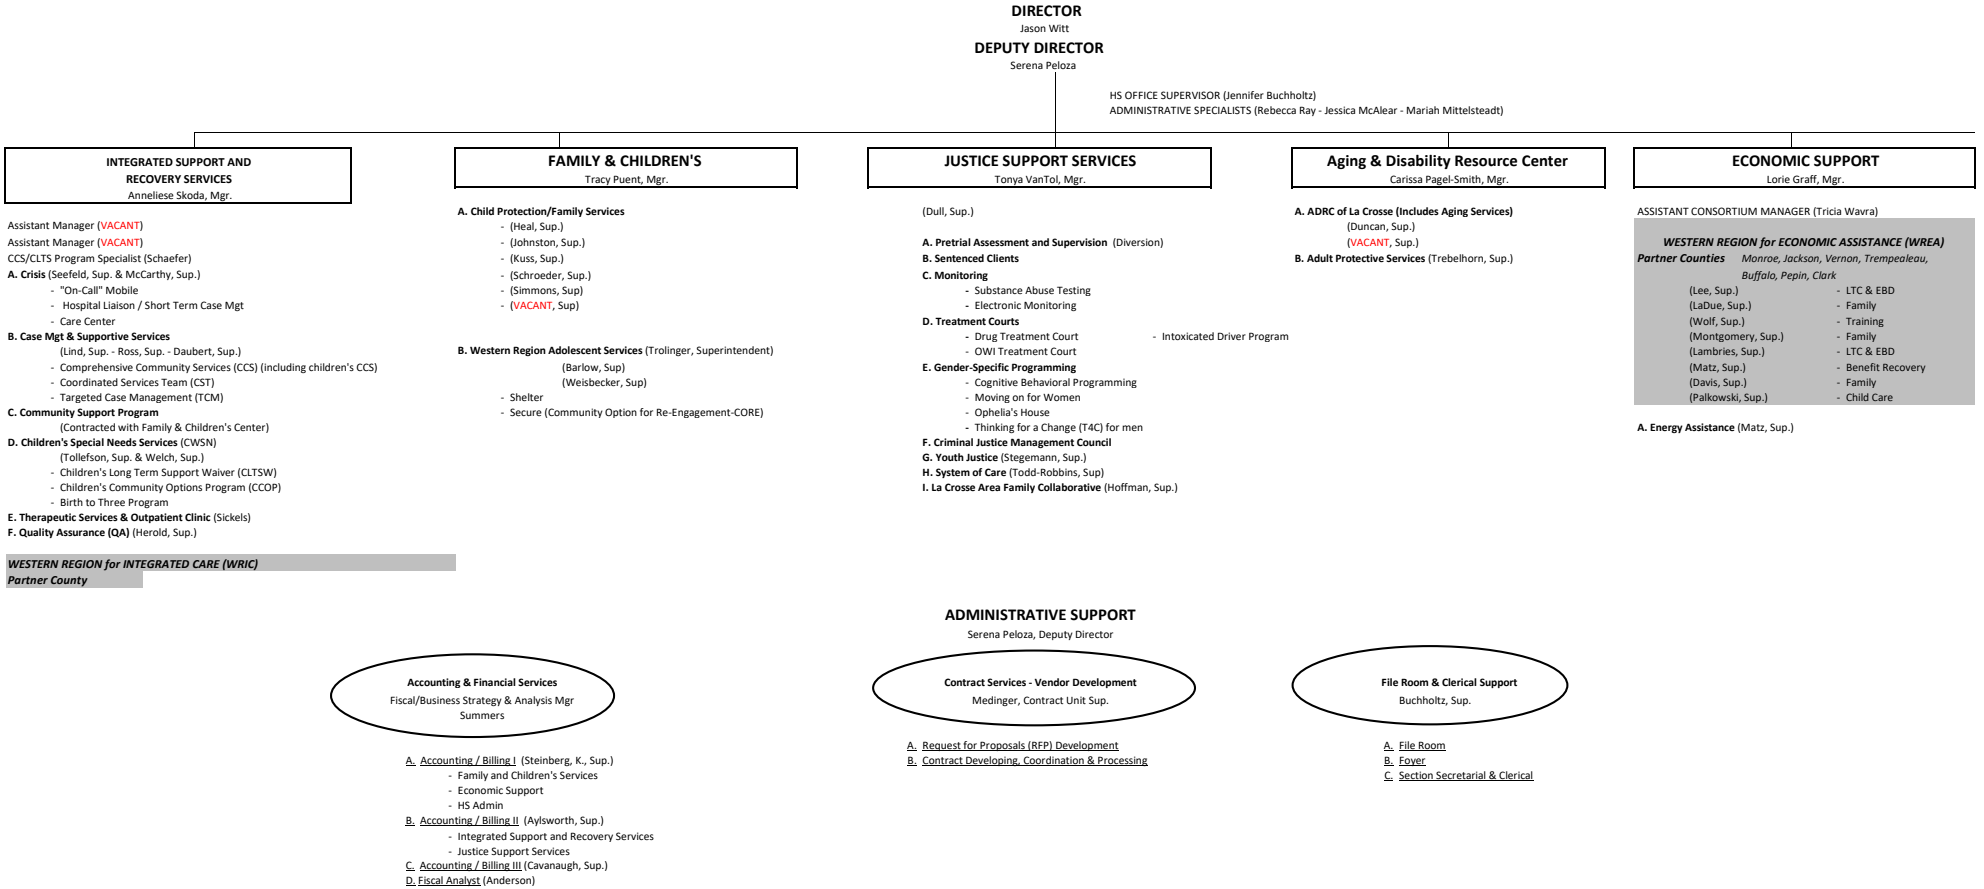 DIRECTOR
Jason Witt
DEPUTY DIRECTOR
Serena Peloza
HS OFFICE SUPERVISOR (Jennifer Buchholtz)
ADMINISTRATIVE SPECIALISTS (Rebecca Ray - Jessica McAlear - Mariah Mittelsteadt)
INTEGRATED SUPPORT AND
RECOVERY SERVICES
Anneliese Skoda, Mgr.
Assistant Manager (VACANT)
Assistant Manager (VACANT)
CCS/CLTS Program Specialist (Schaefer)
A. Crisis (Seefeld, Sup. & McCarthy, Sup.)
- "On-Call" Mobile
- Hospital Liaison / Short Term Case Mgt
- Care Center
B. Case Mgt & Supportive Services
(Lind, Sup. - Ross, Sup. - Daubert, Sup.)
- Comprehensive Community Services (CCS) (including children's CCS)
- Coordinated Services Team (CST)
- Targeted Case Management (TCM)
C. Community Support Program
(Contracted with Family & Children's Center)
D. Children's Special Needs Services (CWSN)
(Tollefson, Sup. & Welch, Sup.)
- Children's Long Term Support Waiver (CLTSW)
- Children's Community Options Program (CCOP)
- Birth to Three Program
E. Therapeutic Services & Outpatient Clinic (Sickels)
F. Quality Assurance (QA) (Herold, Sup.)
WESTERN REGION for INTEGRATED CARE (WRIC)
Partner County
FAMILY & CHILDREN'S
Tracy Puent, Mgr.
A. Child Protection/Family Services
- (Heal, Sup.)
- (Johnston, Sup.)
- (Kuss, Sup.)
- (Schroeder, Sup.)
- (Simmons, Sup)
- (VACANT, Sup)
B. Western Region Adolescent Services (Trolinger, Superintendent)
(Barlow, Sup)
(Weisbecker, Sup)
- Shelter
- Secure (Community Option for Re-Engagement-CORE)
JUSTICE SUPPORT SERVICES
Tonya VanTol, Mgr.
(Dull, Sup.)
A. Pretrial Assessment and Supervision (Diversion)
B. Sentenced Clients
C. Monitoring
- Substance Abuse Testing
- Electronic Monitoring
D. Treatment Courts
- Drug Treatment Court - Intoxicated Driver Program
- OWI Treatment Court
E. Gender-Specific Programming
- Cognitive Behavioral Programming
- Moving on for Women
- Ophelia's House
- Thinking for a Change (T4C) for men
F. Criminal Justice Management Council
G. Youth Justice (Stegemann, Sup.)
H. System of Care (Todd-Robbins, Sup)
I. La Crosse Area Family Collaborative (Hoffman, Sup.)
Aging & Disability Resource Center
Carissa Pagel-Smith, Mgr.
A. ADRC of La Crosse (Includes Aging Services)
(Duncan, Sup.)
(VACANT, Sup.)
B. Adult Protective Services (Trebelhorn, Sup.)
ECONOMIC SUPPORT
Lorie Graff, Mgr.
ASSISTANT CONSORTIUM MANAGER (Tricia Wavra)
WESTERN REGION for ECONOMIC ASSISTANCE (WREA)
Partner Counties Monroe, Jackson, Vernon, Trempealeau,
Buffalo, Pepin, Clark
(Lee, Sup.) - LTC & EBD
(LaDue, Sup.) - Family
(Wolf, Sup.) - Training
(Montgomery, Sup.) - Family
(Lambries, Sup.) - LTC & EBD
(Matz, Sup.) - Benefit Recovery
(Davis, Sup.) - Family
(Palkowski, Sup.) - Child Care
A. Energy Assistance (Matz, Sup.)
ADMINISTRATIVE SUPPORT
Serena Peloza, Deputy Director
Accounting & Financial Services
Fiscal/Business Strategy & Analysis Mgr
Summers
A. Accounting / Billing I (Steinberg, K., Sup.)
- Family and Children's Services
- Economic Support
- HS Admin
B. Accounting / Billing II (Aylsworth, Sup.)
- Integrated Support and Recovery Services
- Justice Support Services
C. Accounting / Billing III (Cavanaugh, Sup.)
D. Fiscal Analyst (Anderson)
Contract Services - Vendor Development
Medinger, Contract Unit Sup.
A. Request for Proposals (RFP) Development
B. Contract Developing, Coordination & Processing
File Room & Clerical Support
Buchholtz, Sup.
A. File Room
B. Foyer
C. Section Secretarial & Clerical